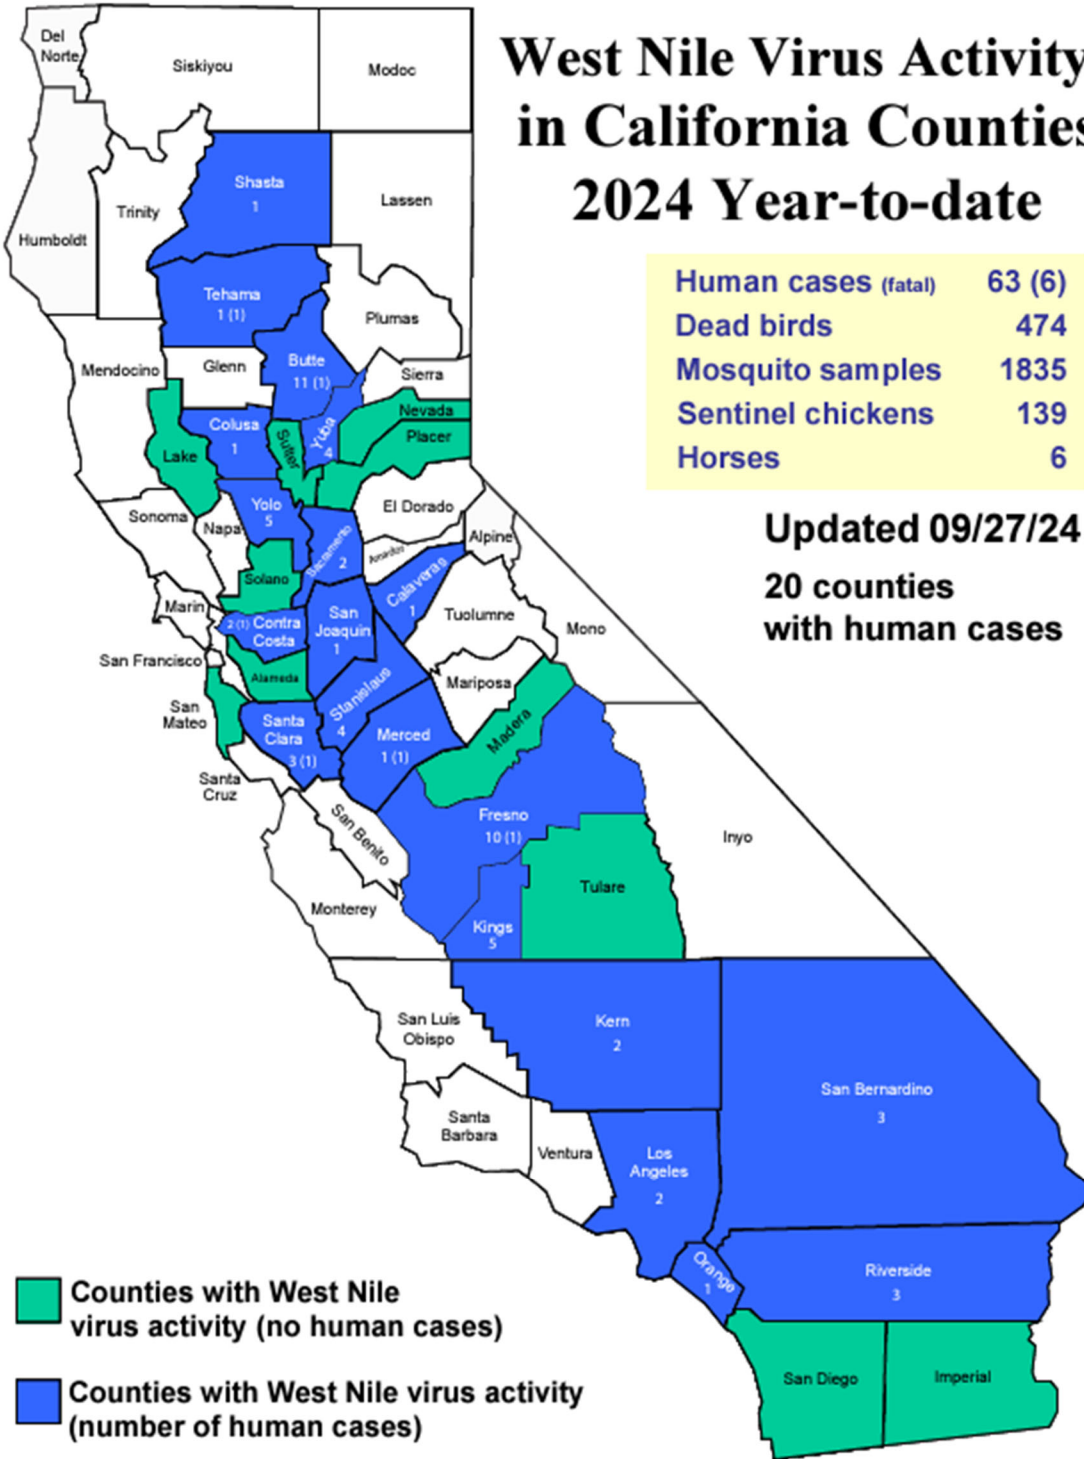 West Nile Virus Activity
in California Counties
2024 Year-to-date
Human cases (fatal) 63 (6)
Dead birds 474
Mosquito samples 1835
Sentinel chickens 139
Horses 6
Updated 09/27/24
20 counties
with human cases
Del
Norte
Siskiyou
Modoc
Shasta
1
Lassen
Trinity
Humboldt
Tehama
1 (1)
Plumas
Mendocino
Glenn
Butte
11 (1)
Sierra
Nevada
Colusa
1
Sutter
Yuba
4
Placer
Lake
Yolo
5
El Dorado
Sonoma
Napa
Sacramento
2
Amador
Alpine
Solano
Calaveras
1
Marin
2 (1) Contra
Costa
San
Joaquin
1
Tuolumne
Mono
San Francisco
Alameda
Stanislaus
4
Mariposa
San
Mateo
Santa
Clara
3 (1)
Merced
1 (1)
Madera
Santa
Cruz
San Benito
Fresno
10 (1)
Inyo
Tulare
Monterey
Kings
5
San Luis
Obispo
Kern
2
San Bernardino
3
Santa
Barbara
Ventura
Los
Angeles
2
Orange
1
Riverside
3
San Diego
Imperial
Counties with West Nile
virus activity (no human cases)
Counties with West Nile virus activity
(number of human cases)